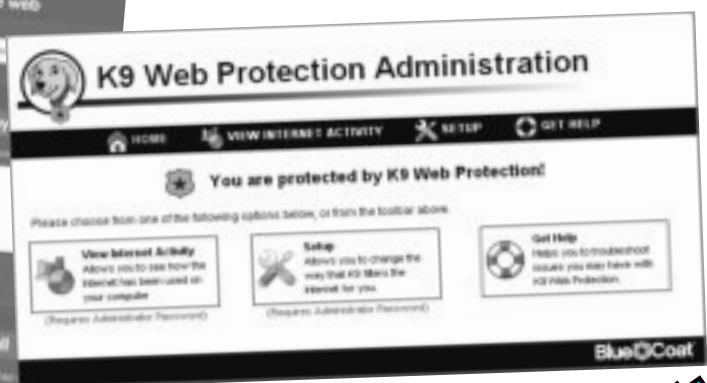 e web
K9 Web Protection Administration
HOME VIEW INTERNET ACTIVITY SETUP GET HELP
You are protected by K9 Web Protection!
Please choose from one of the following options below, or from the toolbar above.
View Internet Activity
Allows you to see how the
Internet has been used on
your computer
(Requires Administrator Password)
Setup
Allows you to change the
way that K9 filters the
Internet for you.
(Requires Administrator Password)
Get Help
Helps you to troubleshoot
issues you may have with
K9 Web Protection.
Blue Coat